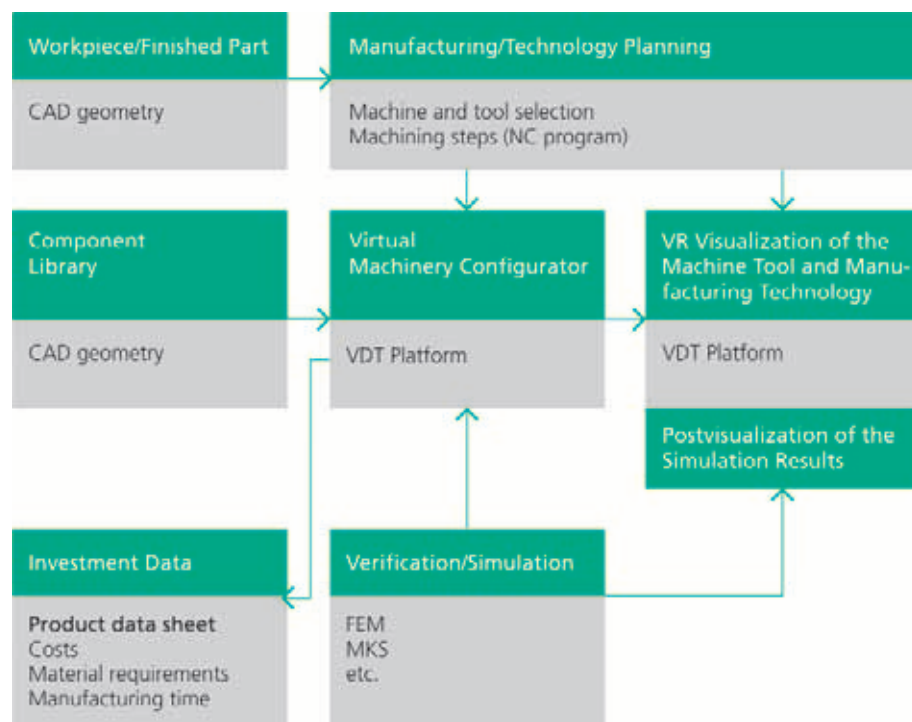 Workpiece/Finished Part
CAD geometry
Manufacturing/Technology Planning
Machine and tool selection
Machining steps (NC program)
Component
Library
CAD geometry
Virtual
Machinery Configurator
VDT Platform
VR Visualization of the
Machine Tool and Manu-
facturing Technology
VDT Platform
Postvisualization of the
Simulation Results
Investment Data
Product data sheet
Costs
Material requirements
Manufacturing time
Verification/Simulation
FEM
MKS
etc.